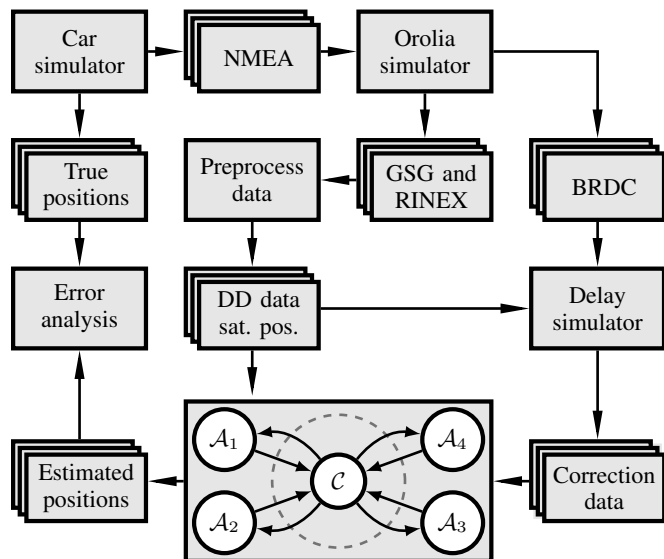 Car
simulator
NMEA
Orolia
simulator
True
positions
Preprocess
data
GSG and
RINEX
BRDC
Error
analysis
DD data
sat. pos.
Delay
simulator
Estimated
positions
𝒜₁
𝒜₄
𝒞
𝒜₂
𝒜₃
Correction
data